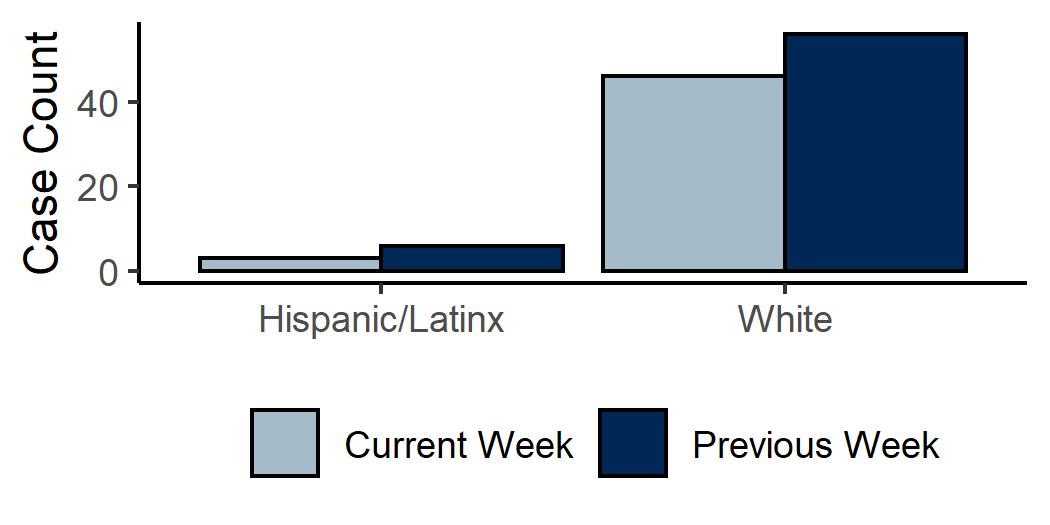 Case Count
40
20
0
Hispanic/Latinx
White
Current Week
Previous Week